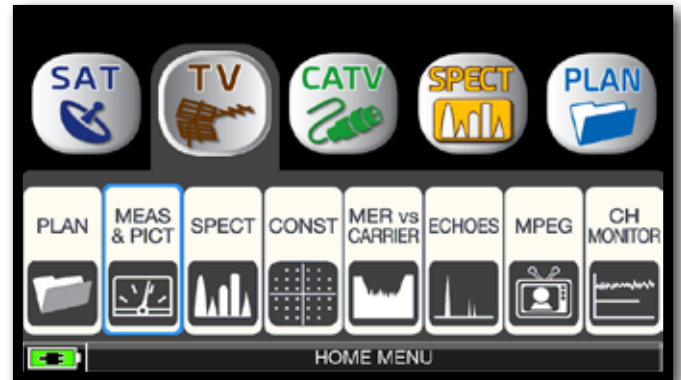 SAT
TV
CATV
SPECT
PLAN
PLAN
MEAS
& PICT
SPECT
CONST
MER vs
CARRIER
ECHOES
MPEG
CH
MONITOR
HOME MENU